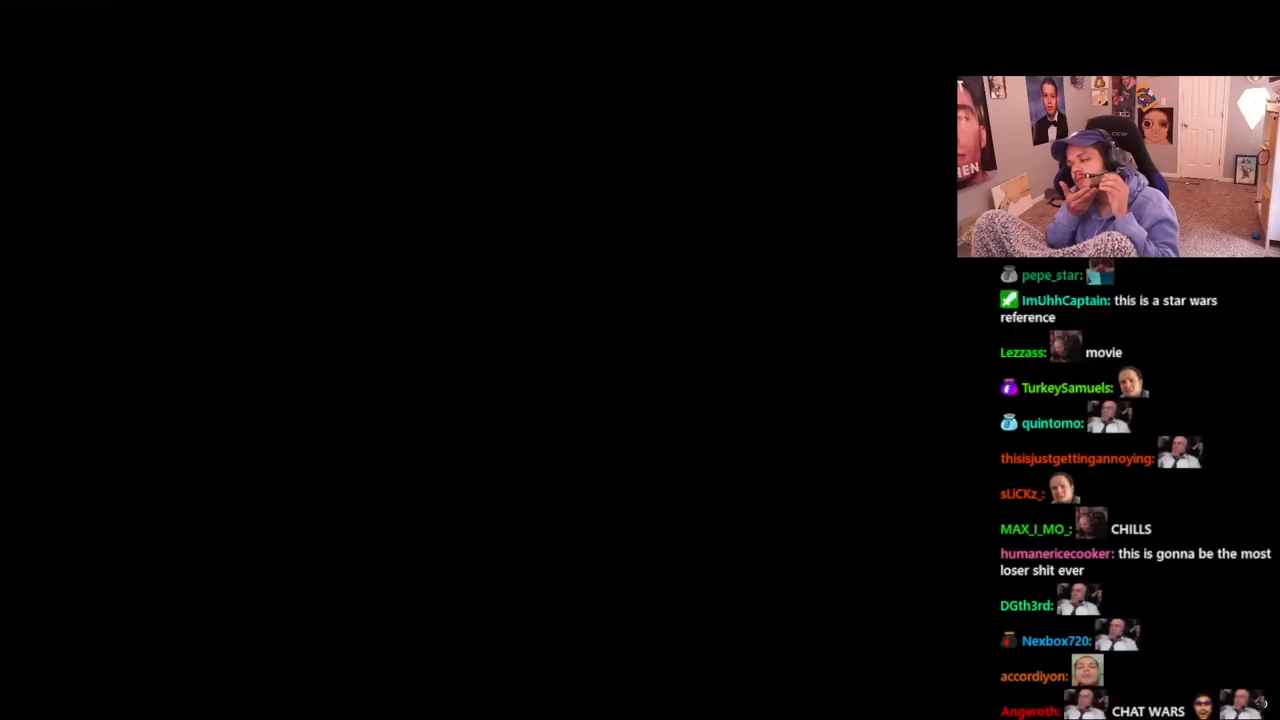 HEN
pepe_star:
ImUhhCaptain: this is a star wars
reference
Lezzass: movie
TurkeySamuels:
quintomo:
thisisjustgettingannoying:
sLiCKz_:
MAX_I_MO_: CHILLS
humanericecooker: this is gonna be the most
loser shit ever
DGth3rd:
Nexbox720:
accordiyon:
Angeroth: CHAT WARS